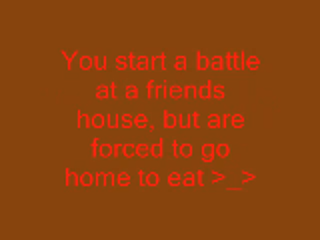 You start a battle
at a friends
house, but are
forced to go
home to eat >_>